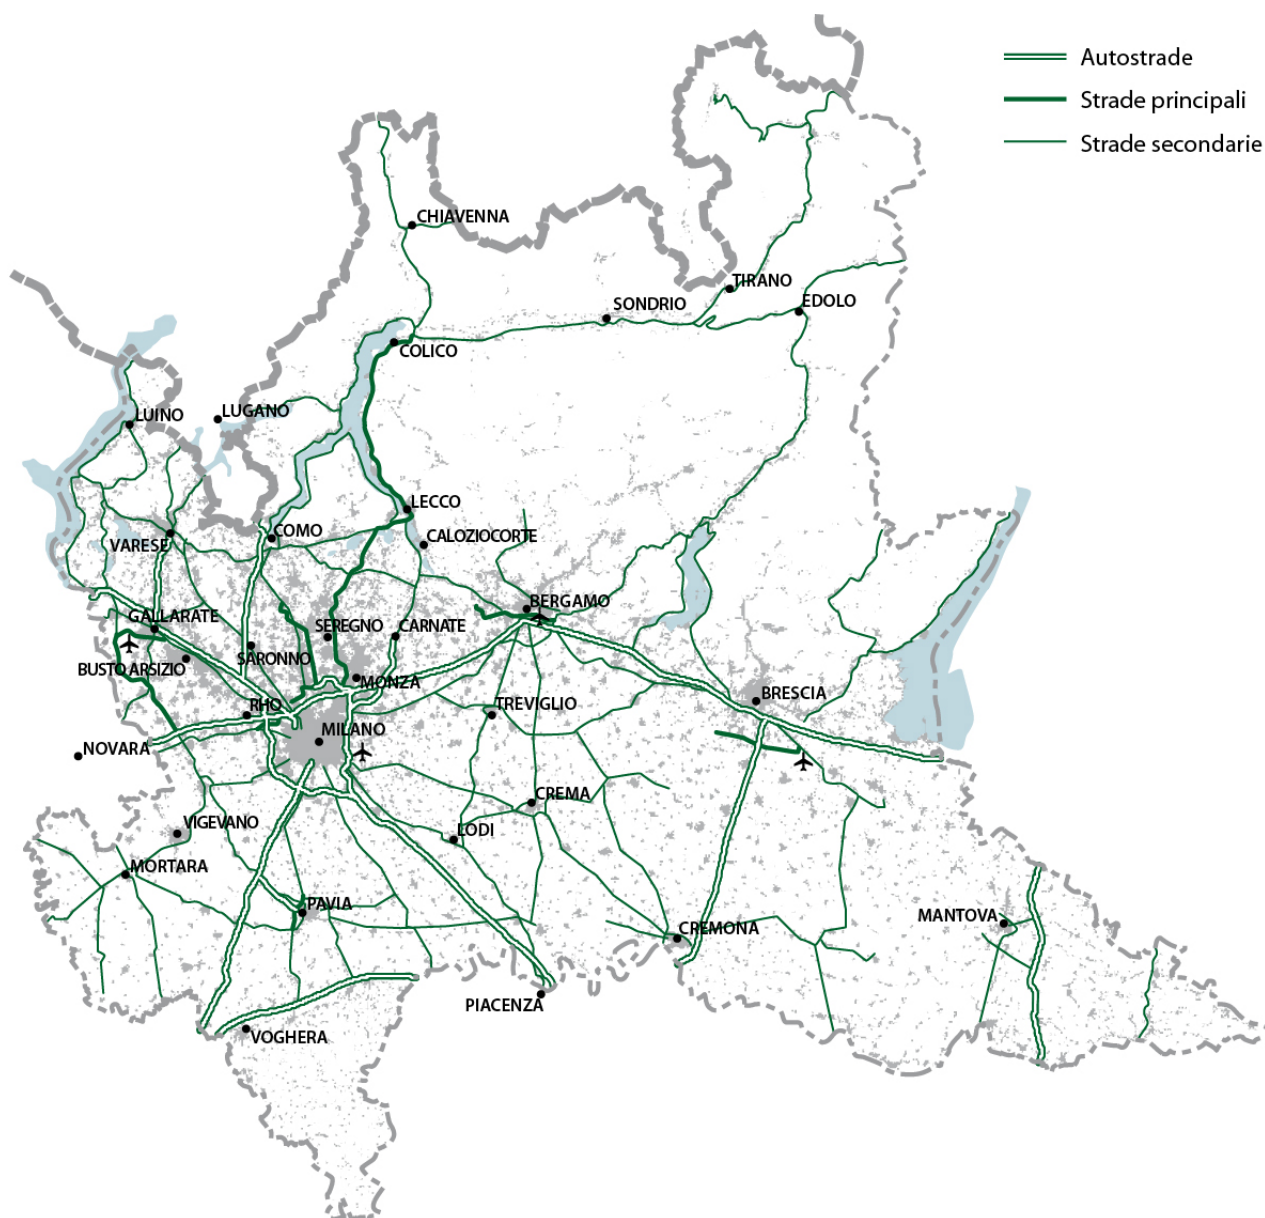 Autostrade
Strade principali
Strade secondarie
CHIAVENNA
TIRANO
SONDRIO
EDOLO
COLICO
LUINO
LUGANO
LECCO
COMO
CALOZIOCORTE
VARESE
BERGAMO
GALLARATE
SEREGNO
CARNATE
SARONNO
BUSTO ARSIZIO
MONZA
BRESCIA
RHO
TREVIGLIO
MILANO
NOVARA
CREMA
VIGEVANO
LODI
MORTARA
PAVIA
MANTOVA
CREMONA
PIACENZA
VOGHERA